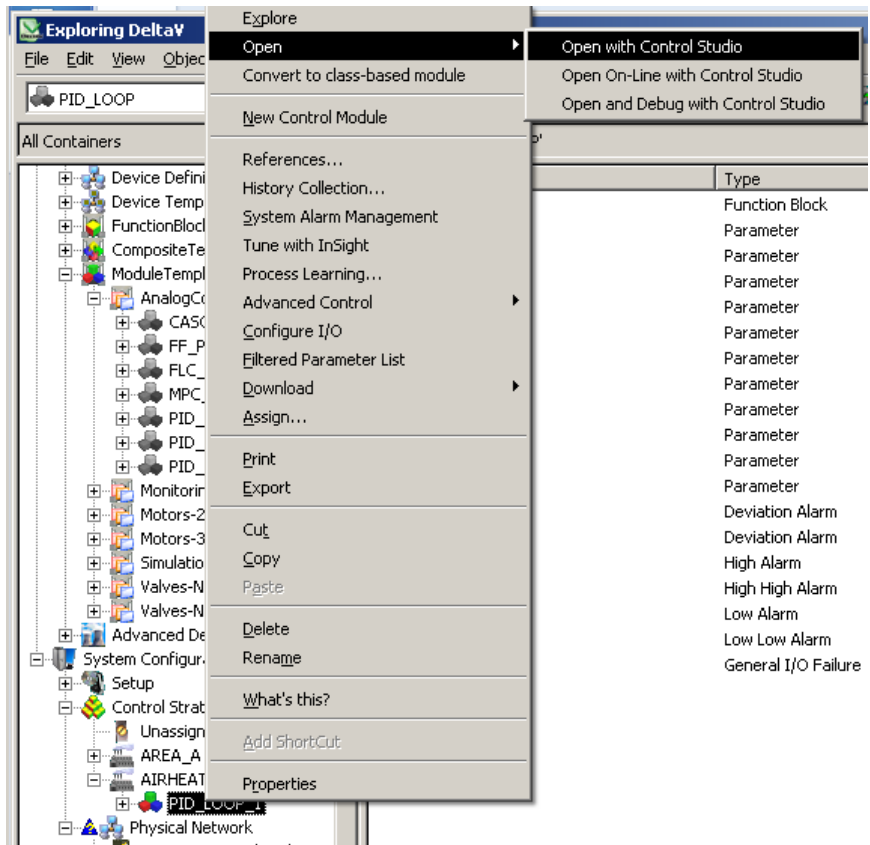 Exploring DeltaV
File Edit View Objec
PID_LOOP
All Containers
Explore
Open
Convert to class-based module
New Control Module
References...
History Collection...
System Alarm Management
Tune with InSight
Process Learning...
Advanced Control
Configure I/O
Filtered Parameter List
Download
Assign...
Print
Export
Cut
Copy
Paste
Delete
Rename
What's this?
Add ShortCut
Properties
Open with Control Studio
Open On-Line with Control Studio
Open and Debug with Control Studio
Device Defini
Device Temp
FunctionBloc
CompositeTe
ModuleTempl
AnalogCo
CASC
FF_P
FLC_
MPC_
PID_
PID_
PID_
Monitorin
Motors-2
Motors-3
Simulatio
Valves-N
Valves-N
Advanced De
System Configur
Setup
Control Strat
Unassign
AREA_A
AIRHEAT
PID_LOOP_1
Physical Network
Type
Function Block
Parameter
Parameter
Parameter
Parameter
Parameter
Parameter
Parameter
Parameter
Parameter
Parameter
Parameter
Deviation Alarm
Deviation Alarm
High Alarm
High High Alarm
Low Alarm
Low Low Alarm
General I/O Failure